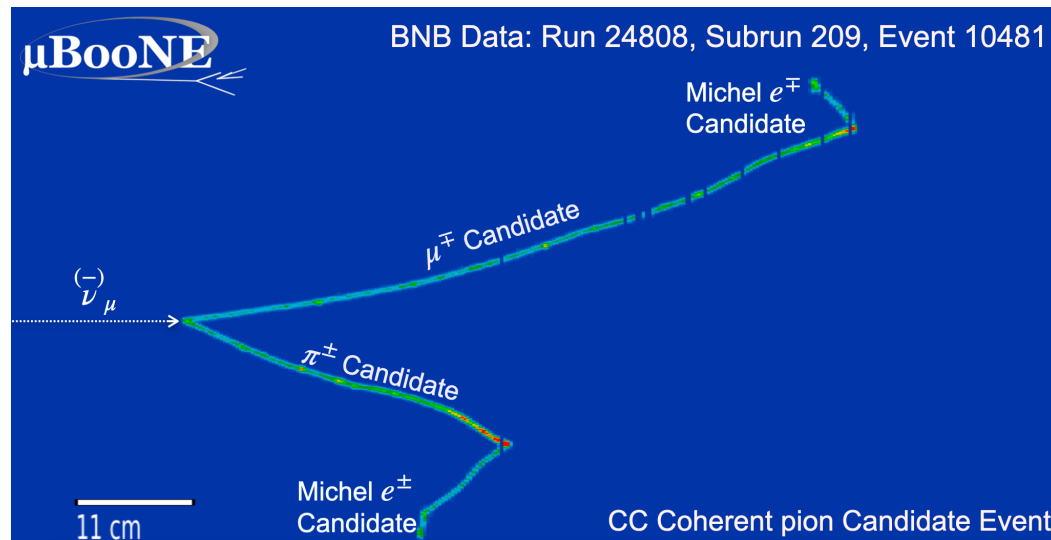 μBooNE
BNB Data: Run 24808, Subrun 209, Event 10481
Michel e∓
Candidate
μ∓ Candidate
(−)
ν μ
π± Candidate
Michel e±
Candidate
11 cm
CC Coherent pion Candidate Event